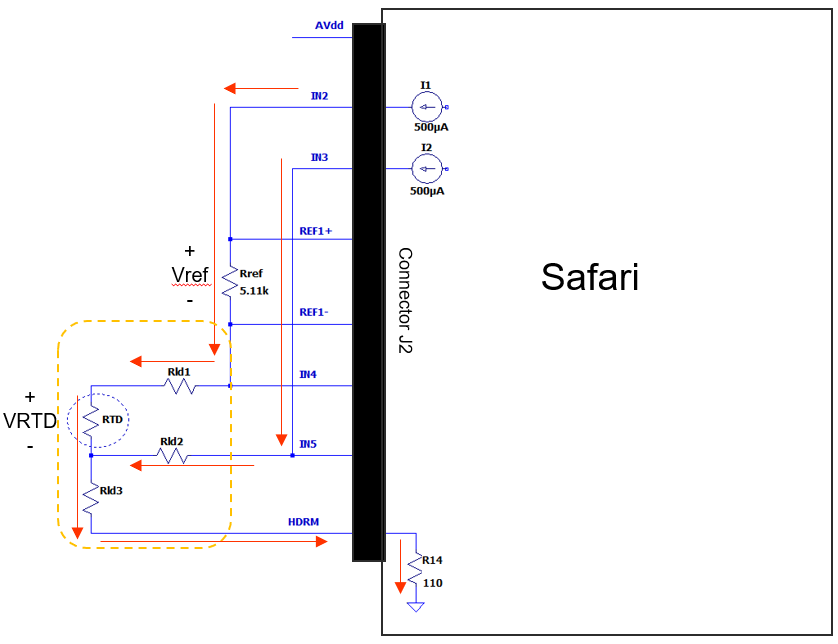 AVdd
I1
IN2
500µA
I2
IN3
500µA
REF1+
+
Vref
-
Rref
5.11k
Connector J2
Safari
REF1-
Rld1
IN4
+
VRTD
-
RTD
Rld2
IN5
Rld3
HDRM
R14
110